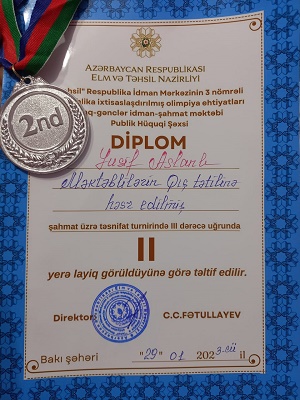 2nd
AZƏRBAYCAN RESPUBLİKASI
ELM VƏ TƏHSİL NAZİRLİYİ
hsil" Respublika İdman Mərkəzinin 3 nömrəli
lika ixtisaslaşdırılmış olimpiya ehtiyatları
aq-gənclər idman-şahmat məktəbi
Publik Hüquqi Şəxsi
DİPLOM
Yusif Aslanlı
Məktəblilərin Qış tətilinə
həsr edilmiş
şahmat üzrə təsnifat turnirində III dərəcə uğrunda
II
yerə layiq görüldüyünə görə təltif edilir.
Direktor C.C.FƏTULLAYEV
Bakı şəhəri "29" 01 2023-cü il